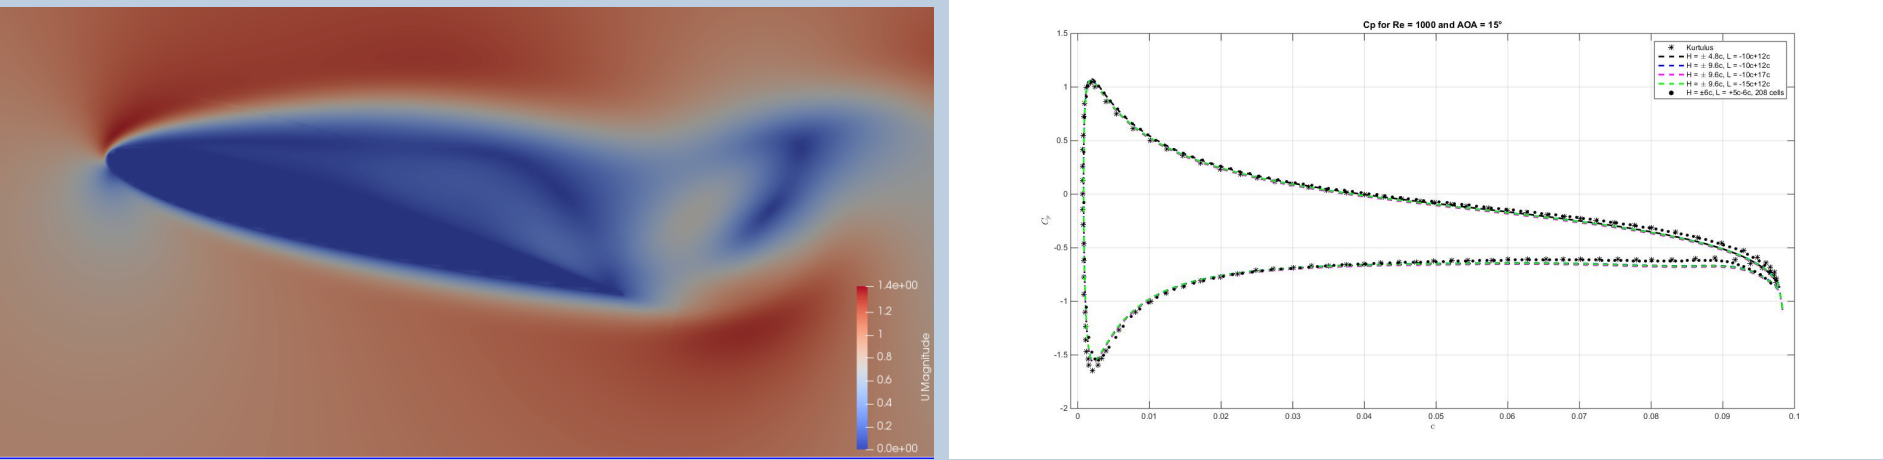 1.4e+00
1.2
1
0.8
0.6
0.4
0.2
0.0e+00
U Magnitude
Cp for Re = 1000 and AOA = 15°
1.5
1
0.5
0
-0.5
-1
-1.5
-2
C_p
0 0.01 0.02 0.03 0.04 0.05 0.06 0.07 0.08 0.09 0.1
c
Kurtulus
H = ± 4.8c, L = -10c+12c
H = ± 9.6c, L = -10c+12c
H = ± 9.6c, L = -10c+17c
H = ± 9.6c, L = -15c+12c
H = ±6c, L = +5c-6c, 208 cells